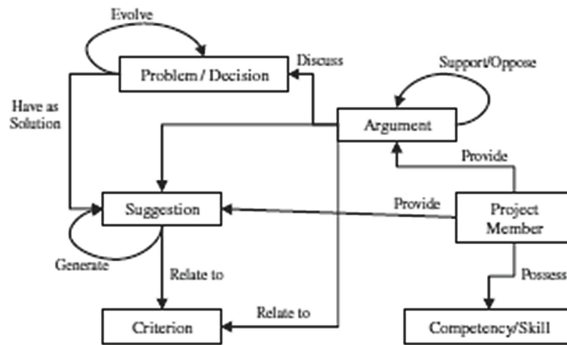 Evolve
Problem / Decision
Discuss
Support/Oppose
Have as
Solution
Argument
Provide
Suggestion
Provide
Project
Member
Generate
Relate to
Possess
Criterion
Relate to
Competency/Skill